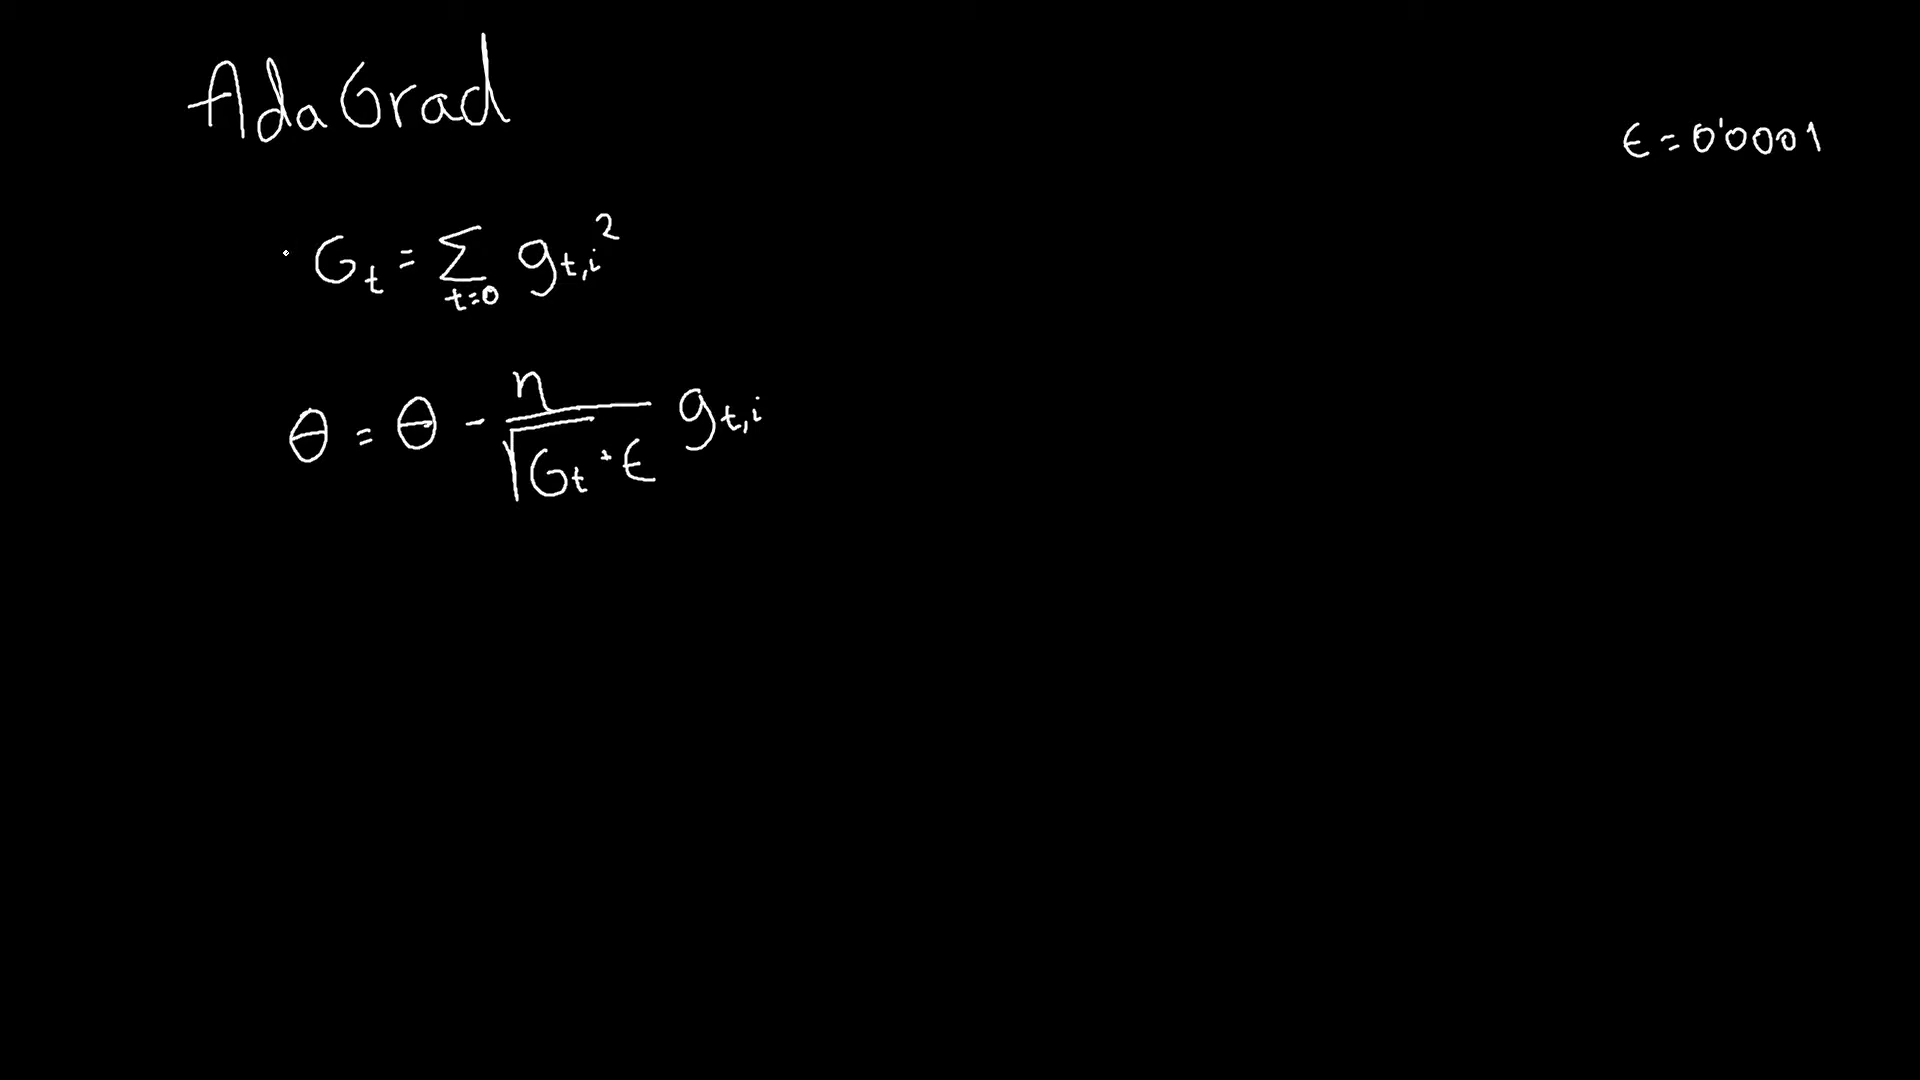 AdaGrad
ϵ = 0'0001
G_t = Σ_{t=0} g_{t,i}^2
θ = θ - n / √G_t + ϵ g_{t,i}